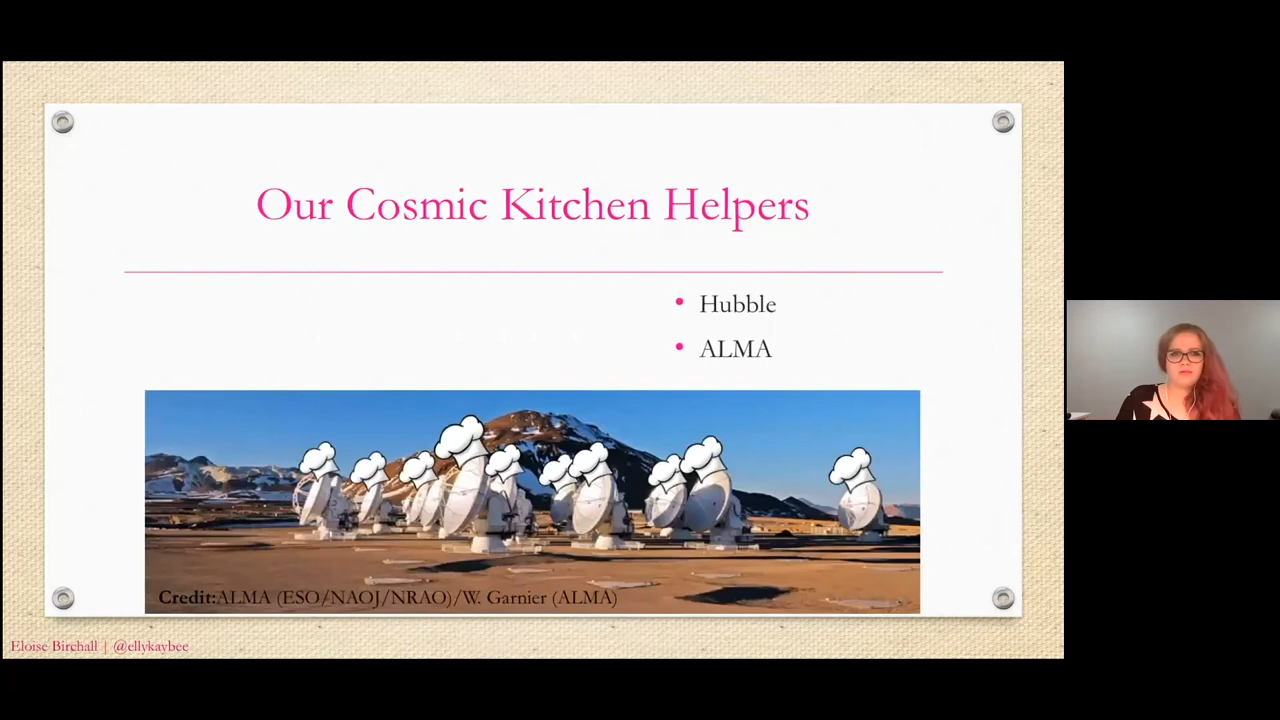 Our Cosmic Kitchen Helpers
• Hubble
• ALMA
Credit:ALMA (ESO/NAOJ/NRAO)/W. Garnier (ALMA)
Eloise Birchall | @ellykaybee